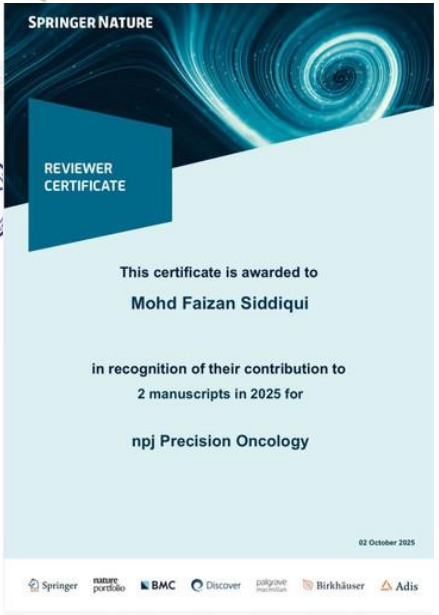 SPRINGER NATURE
REVIEWER
CERTIFICATE
This certificate is awarded to
Mohd Faizan Siddiqui
in recognition of their contribution to
2 manuscripts in 2025 for
npj Precision Oncology
02 October 2025
Springer nature portfolio BMC Discover palgrave macmillan Birkhäuser Adis